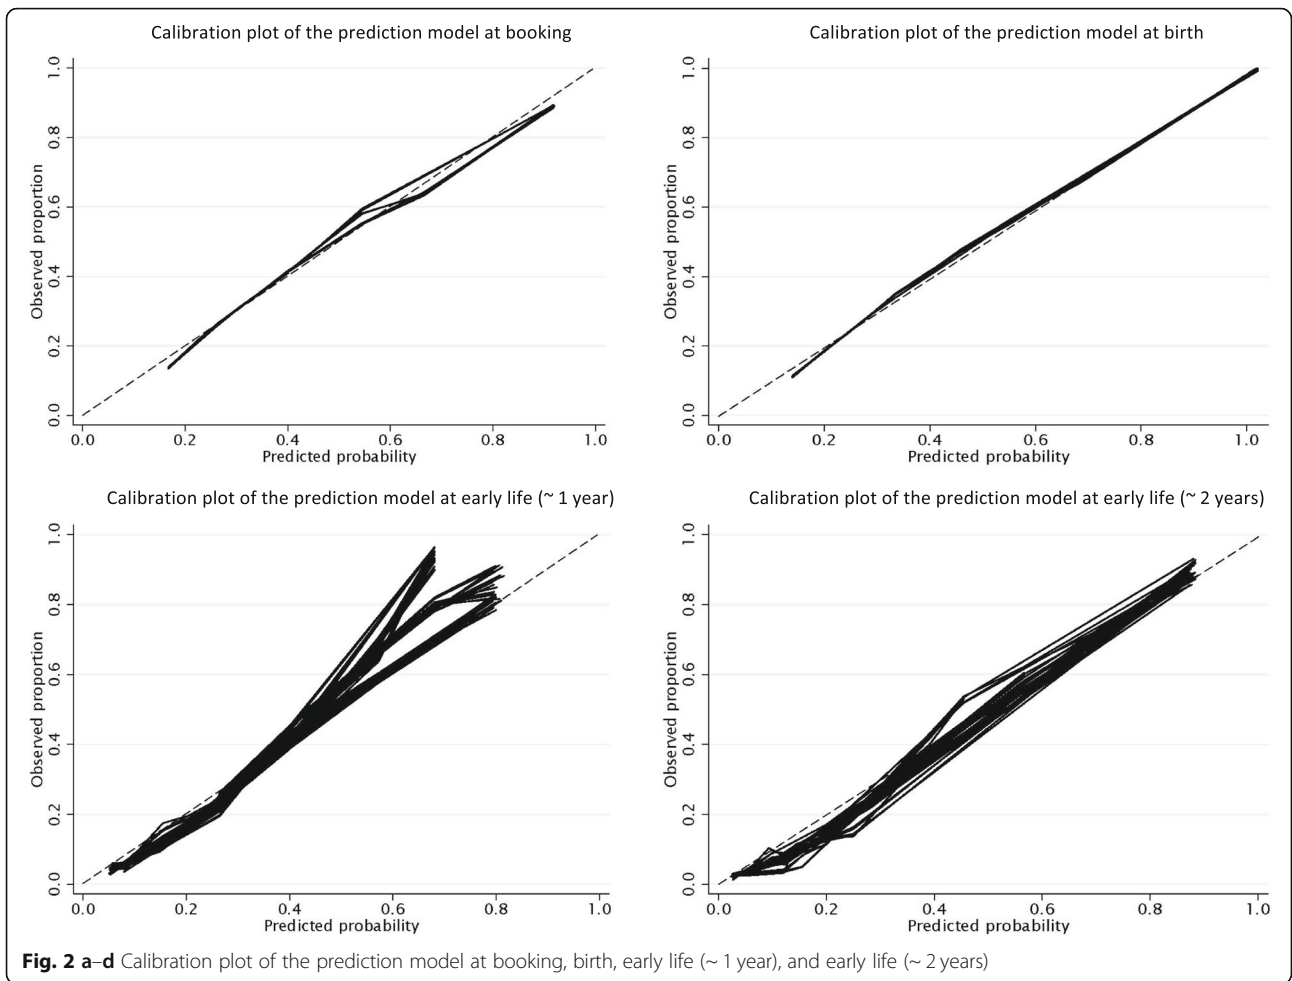 Calibration plot of the prediction model at booking
1.0
0.8
0.6
0.4
0.2
0.0
Observed proportion
0.0 0.2 0.4 0.6 0.8 1.0
Predicted probability
Calibration plot of the prediction model at birth
1.0
0.8
0.6
0.4
0.2
0.0
Observed proportion
0.0 0.2 0.4 0.6 0.8 1.0
Predicted probability
Calibration plot of the prediction model at early life (~ 1 year)
1.0
0.8
0.6
0.4
0.2
0.0
Observed proportion
0.0 0.2 0.4 0.6 0.8 1.0
Predicted probability
Calibration plot of the prediction model at early life (~ 2 years)
1.0
0.8
0.6
0.4
0.2
0.0
Observed proportion
0.0 0.2 0.4 0.6 0.8 1.0
Predicted probability
Fig. 2 a–d Calibration plot of the prediction model at booking, birth, early life (~ 1 year), and early life (~ 2 years)